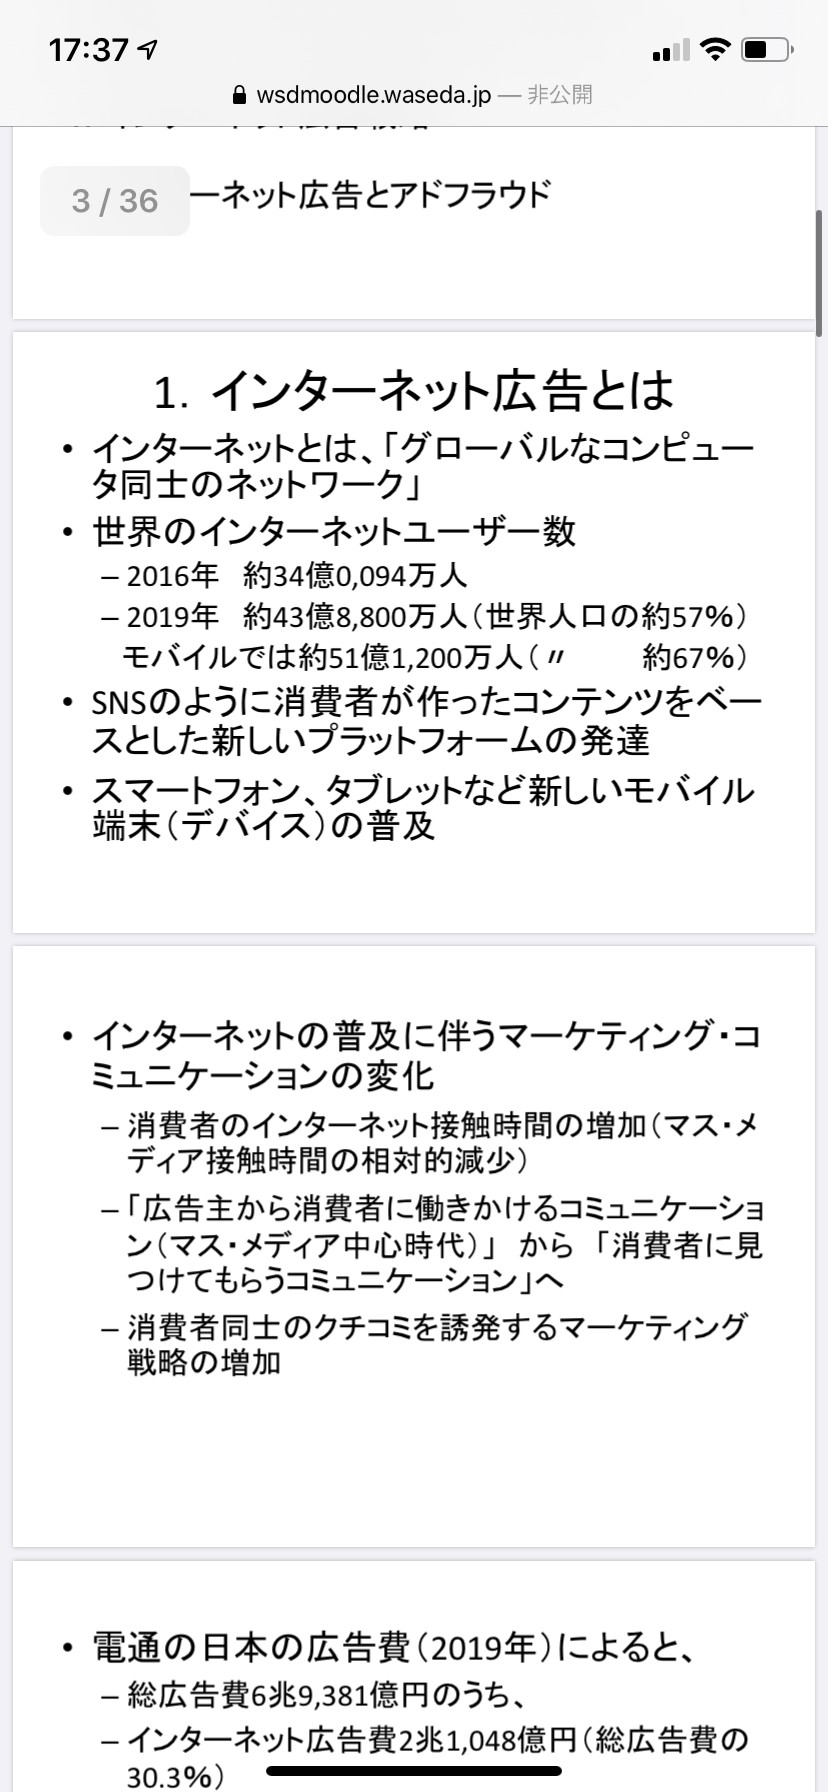 17:37
wsdmoodle.waseda.jp — 非公開
3 / 36
ーネット広告とアドフラウド
1. インターネット広告とは
• インターネットとは、「グローバルなコンピュー
タ同士のネットワーク」
• 世界のインターネットユーザー数
– 2016年 約34億0,094万人
– 2019年 約43億8,800万人（世界人口の約57%）
モバイルでは約51億1,200万人（〃 約67%）
• SNSのように消費者が作ったコンテンツをベー
スとした新しいプラットフォームの発達
• スマートフォン、タブレットなど新しいモバイル
端末（デバイス）の普及
• インターネットの普及に伴うマーケティング・コ
ミュニケーションの変化
– 消費者のインターネット接触時間の増加（マス・メ
ディア接触時間の相対的減少）
– 「広告主から消費者に働きかけるコミュニケーショ
ン（マス・メディア中心時代）」 から 「消費者に見
つけてもらうコミュニケーション」へ
– 消費者同士のクチコミを誘発するマーケティング
戦略の増加
• 電通の日本の広告費（2019年）によると、
– 総広告費6兆9,381億円のうち、
– インターネット広告費2兆1,048億円（総広告費の
30.3%）